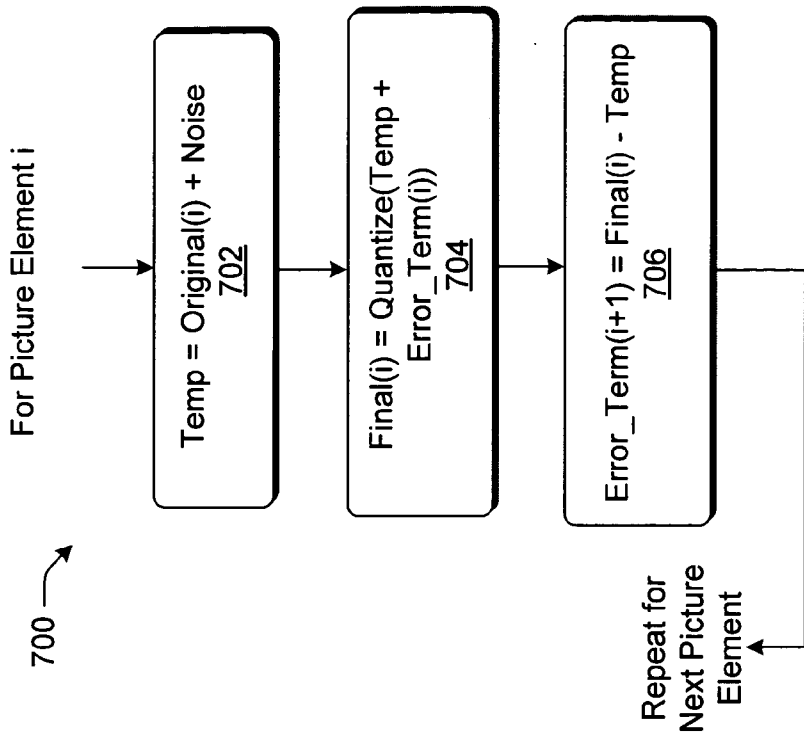 700
For Picture Element i
Temp = Original(i) + Noise
702
Final(i) = Quantize(Temp +
Error_Term(i))
704
Error_Term(i+1) = Final(i) - Temp
706
Repeat for
Next Picture
Element